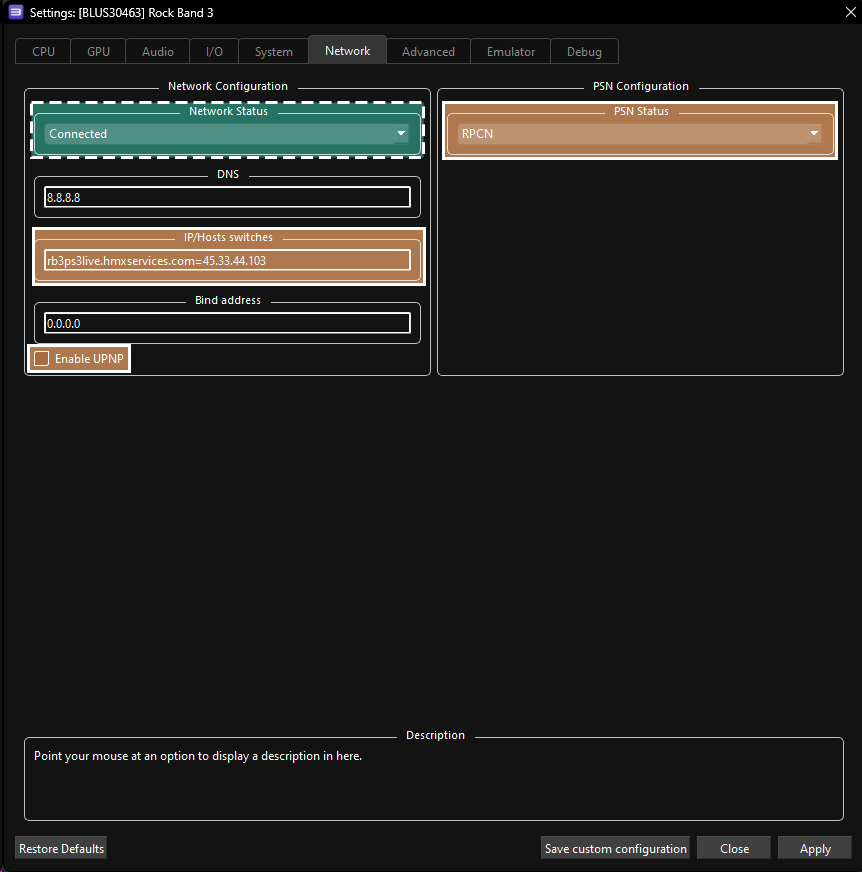 Settings: [BLUS30463] Rock Band 3
CPU GPU Audio I/O System Network Advanced Emulator Debug
Network Configuration
Network Status
Connected
DNS
8.8.8.8
IP/Hosts switches
rb3ps3live.hmxservices.com=45.33.44.103
Bind address
0.0.0.0
Enable UPNP
PSN Configuration
PSN Status
RPCN
Description
Point your mouse at an option to display a description in here.
Restore Defaults Save custom configuration Close Apply